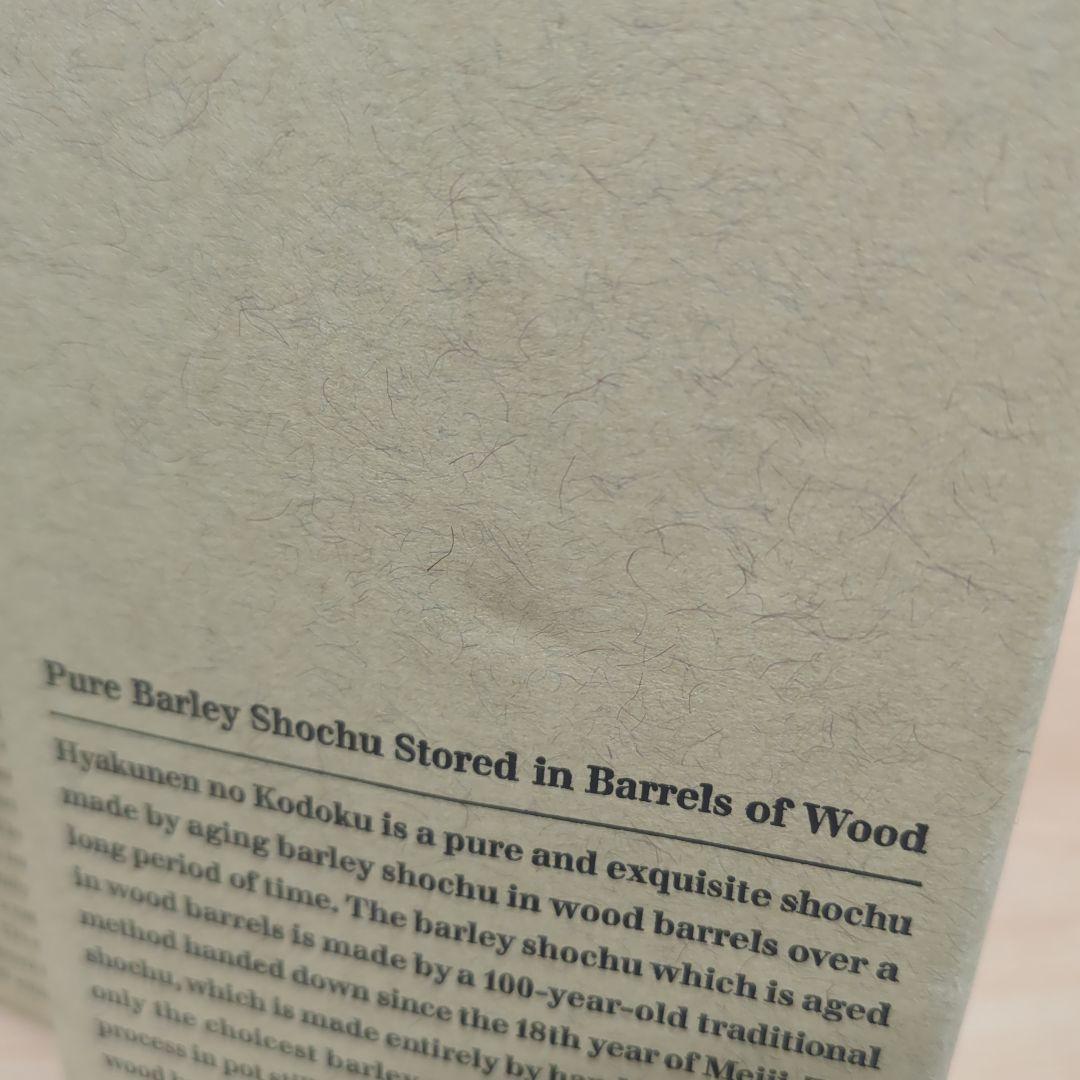 Pure Barley Shochu Stored in Barrels of Wood
Hyakunen no Kodoku is a pure and exquisite shochu
made by aging barley shochu in wood barrels over a
long period of time. The barley shochu which is aged
in wood barrels is made by a 100-year-old traditional
method handed down since the 18th year of Meiji.
shochu, which is made entirely by
only the choicest barley
process in pot
wood